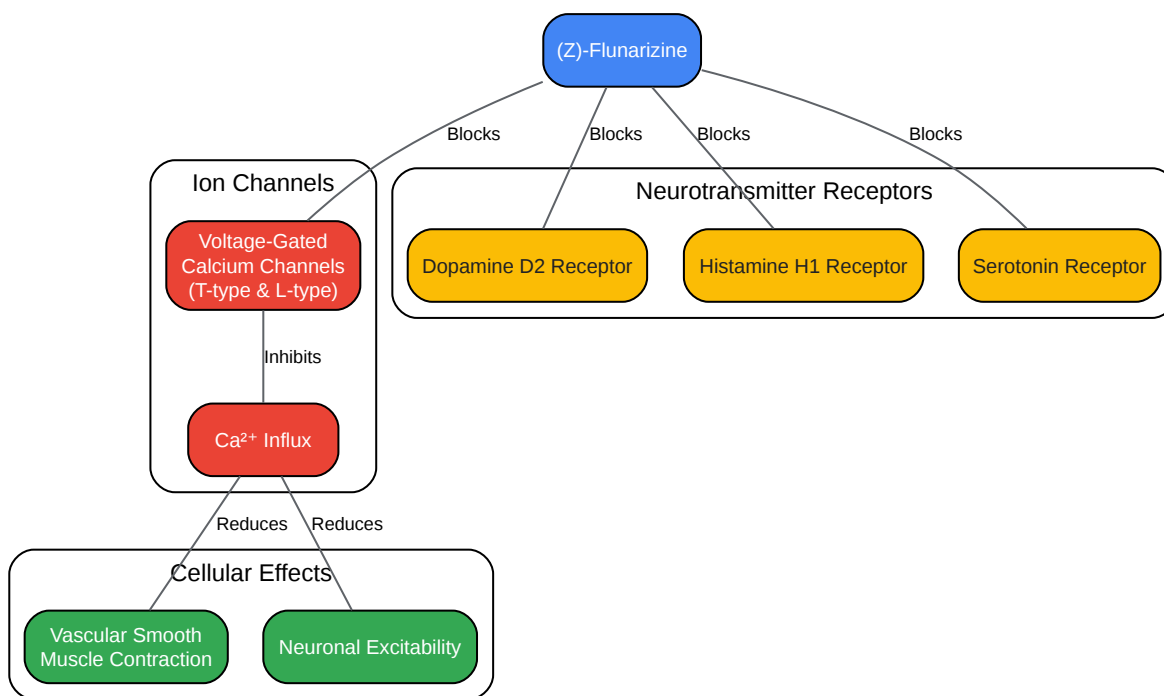 (Z)-Flunarizine
Blocks
Blocks
Blocks
Blocks
Ion Channels
Neurotransmitter Receptors
Voltage-Gated
Calcium Channels
(T-type & L-type)
Dopamine D2 Receptor
Histamine H1 Receptor
Serotonin Receptor
Inhibits
Ca²⁺ Influx
Reduces
Reduces
Cellular Effects
Vascular Smooth
Muscle Contraction
Neuronal Excitability